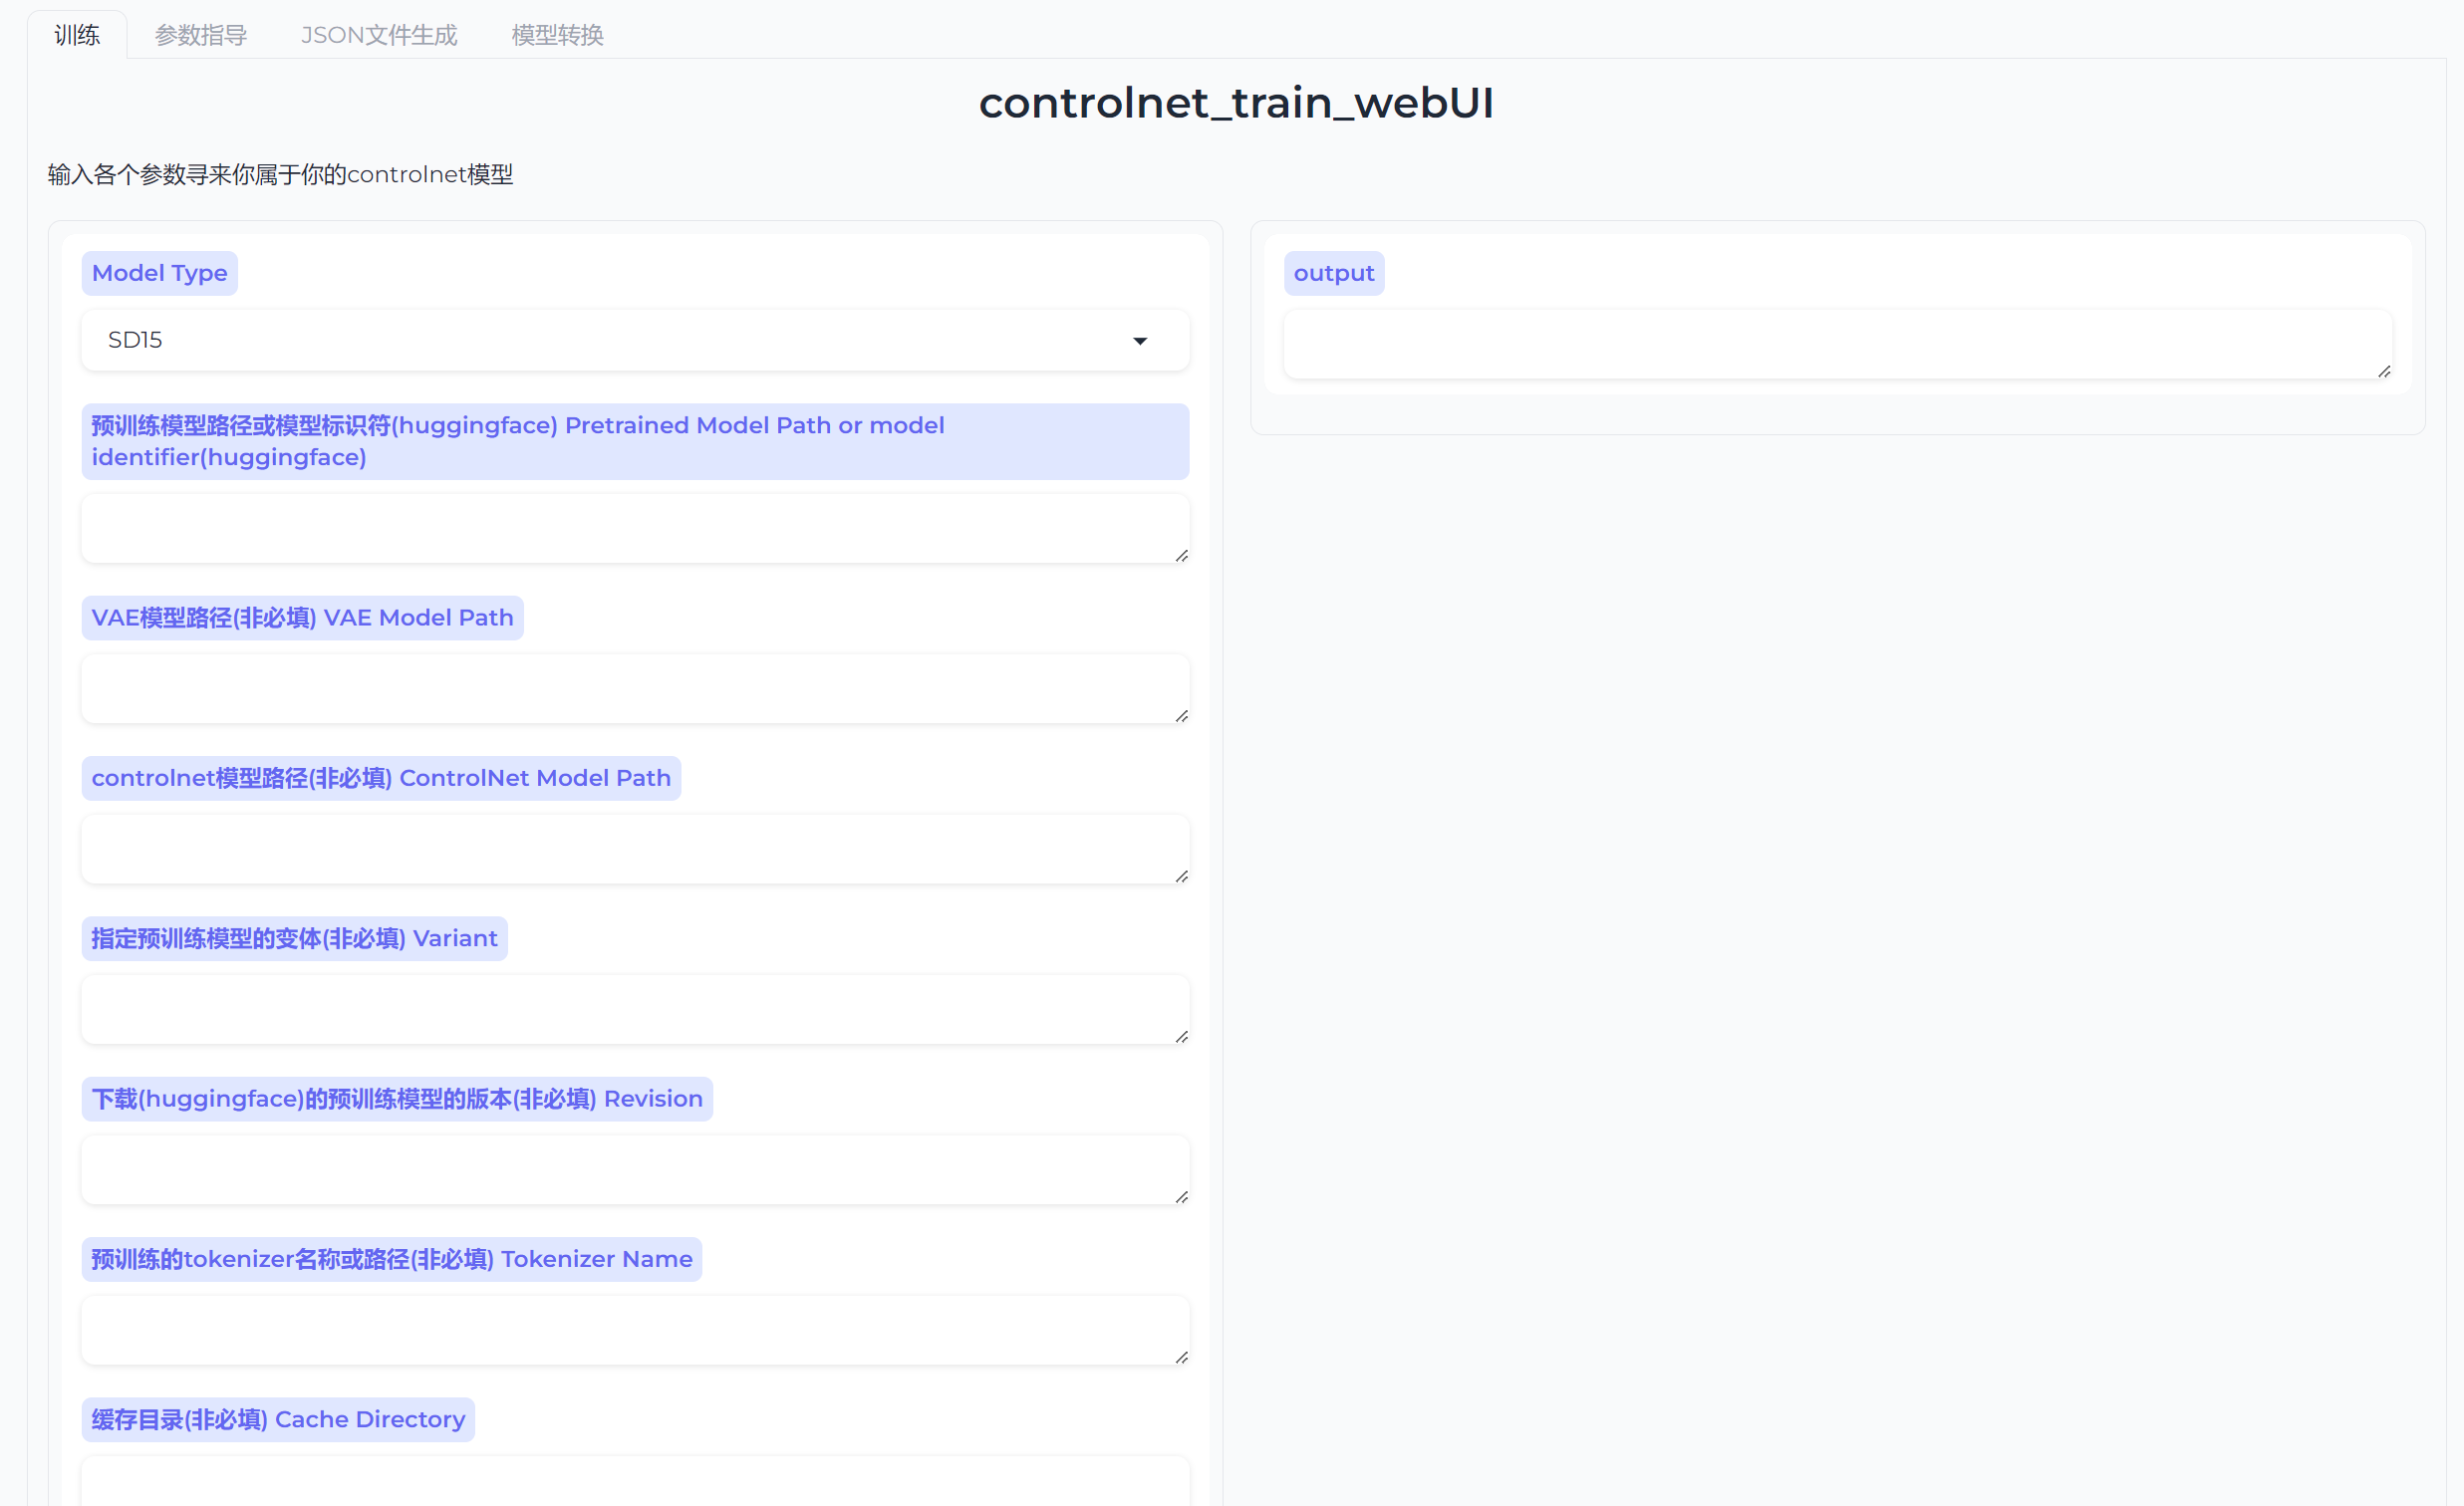 训练 参数指导 JSON文件生成 模型转换
controlnet_train_webUI
输入各个参数寻来你属于你的controlnet模型
Model Type
SD15
预训练模型路径或模型标识符(huggingface) Pretrained Model Path or model
identifier(huggingface)
VAE模型路径(非必填) VAE Model Path
controlnet模型路径(非必填) ControlNet Model Path
指定预训练模型的变体(非必填) Variant
下载(huggingface)的预训练模型的版本(非必填) Revision
预训练的tokenizer名称或路径(非必填) Tokenizer Name
缓存目录(非必填) Cache Directory
output